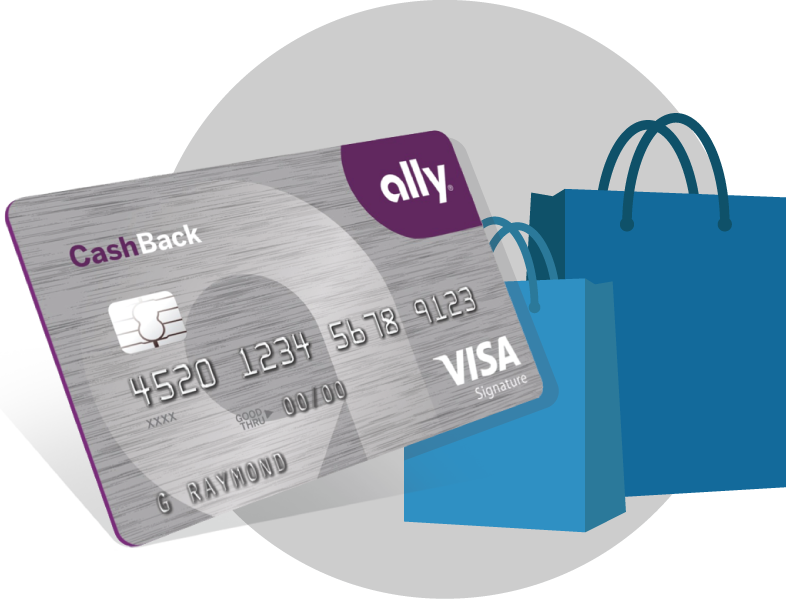 ally®
CashBack
4520 1234 5678 9123
XXXX
GOOD THRU▶ 00/00
VISA
Signature
G RAYMOND